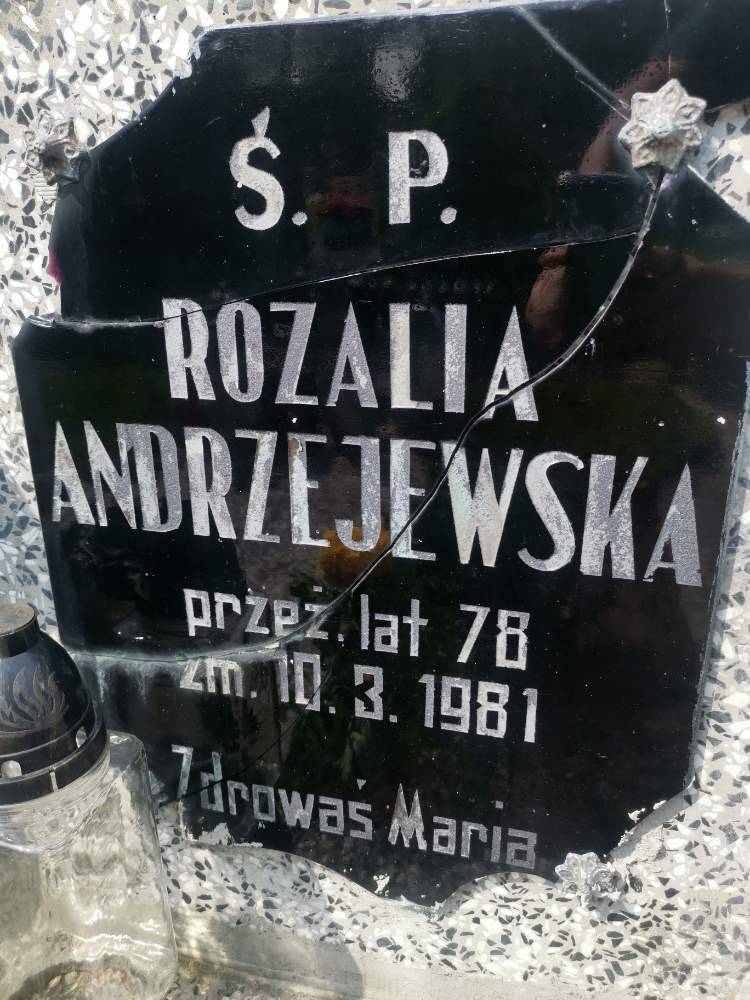 Ś. P.
ROZALIA
ANDRZEJEWSKA
przeż. lat 78
zm. 10. 3. 1981
Zdrowaś Maria